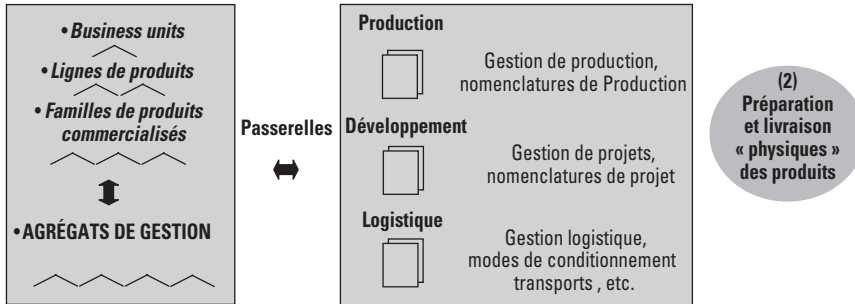 • Business units
• Lignes de produits
• Familles de produits
commercialisés
• AGRÉGATS DE GESTION
Passerelles
Production
Gestion de production,
nomenclatures de Production
Développement
Gestion de projets,
nomenclatures de projet
Logistique
Gestion logistique,
modes de conditionnement
transports , etc.
(2)
Préparation
et livraison
« physiques »
des produits